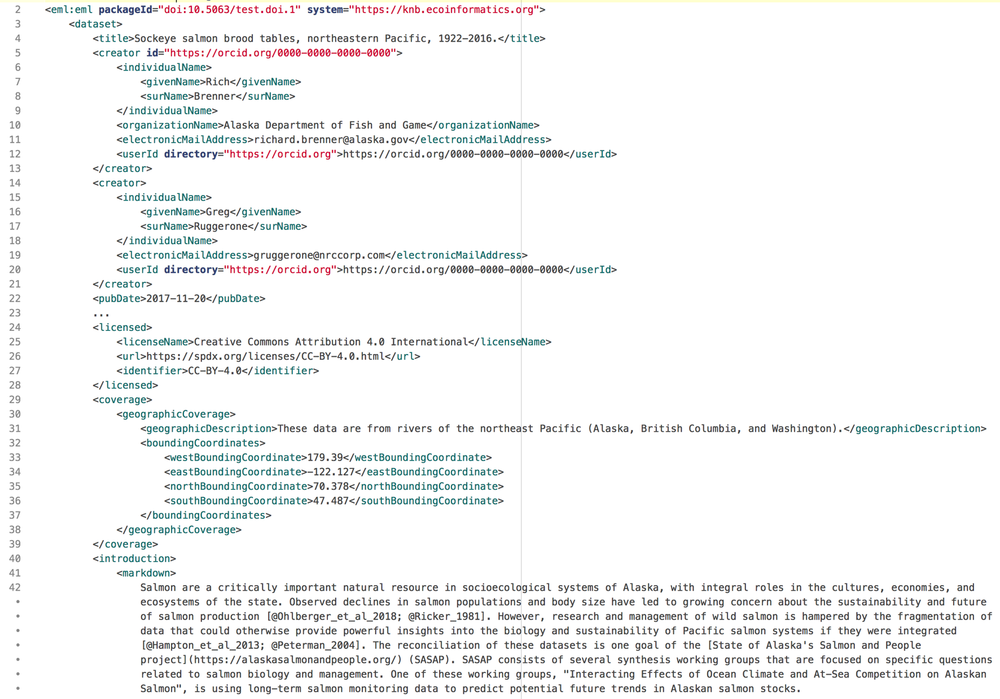 2 <eml:eml packageId="doi:10.5063/test.doi.1" system="https://knb.ecoinformatics.org">
3 <dataset>
4 <title>Sockeye salmon brood tables, northeastern Pacific, 1922-2016.</title>
5 <creator id="https://orcid.org/0000-0000-0000-0000">
6 <individualName>
7 <givenName>Rich</givenName>
8 <surName>Brenner</surName>
9 </individualName>
10 <organizationName>Alaska Department of Fish and Game</organizationName>
11 <electronicMailAddress>richard.brenner@alaska.gov</electronicMailAddress>
12 <userId directory="https://orcid.org">https://orcid.org/0000-0000-0000-0000</userId>
13 </creator>
14 <creator>
15 <individualName>
16 <givenName>Greg</givenName>
17 <surName>Ruggerone</surName>
18 </individualName>
19 <electronicMailAddress>gruggerone@nrccorp.com</electronicMailAddress>
20 <userId directory="https://orcid.org">https://orcid.org/0000-0000-0000-0000</userId>
21 </creator>
22 <pubDate>2017-11-20</pubDate>
23 ...
24 <licensed>
25 <licenseName>Creative Commons Attribution 4.0 International</licenseName>
26 <url>https://spdx.org/licenses/CC-BY-4.0.html</url>
27 <identifier>CC-BY-4.0</identifier>
28 </licensed>
29 <coverage>
30 <geographicCoverage>
31 <geographicDescription>These data are from rivers of the northeast Pacific (Alaska, British Columbia, and Washington).</geographicDescription>
32 <boundingCoordinates>
33 <westBoundingCoordinate>179.39</westBoundingCoordinate>
34 <eastBoundingCoordinate>-122.127</eastBoundingCoordinate>
35 <northBoundingCoordinate>70.378</northBoundingCoordinate>
36 <southBoundingCoordinate>47.487</southBoundingCoordinate>
37 </boundingCoordinates>
38 </geographicCoverage>
39 </coverage>
40 <introduction>
41 <markdown>
42 Salmon are a critically important natural resource in socioecological systems of Alaska, with integral roles in the cultures, economies, and
• ecosystems of the state. Observed declines in salmon populations and body size have led to growing concern about the sustainability and future
• of salmon production [@Ohlberger_et_al_2018; @Ricker_1981]. However, research and management of wild salmon is hampered by the fragmentation of
• data that could otherwise provide powerful insights into the biology and sustainability of Pacific salmon systems if they were integrated
• [@Hampton_et_al_2013; @Peterman_2004]. The reconciliation of these datasets is one goal of the [State of Alaska's Salmon and People
• project](https://alaskasalmonandpeople.org/) (SASAP). SASAP consists of several synthesis working groups that are focused on specific questions
• related to salmon biology and management. One of these working groups, "Interacting Effects of Ocean Climate and At-Sea Competition on Alaskan
• Salmon", is using long-term salmon monitoring data to predict potential future trends in Alaskan salmon stocks.